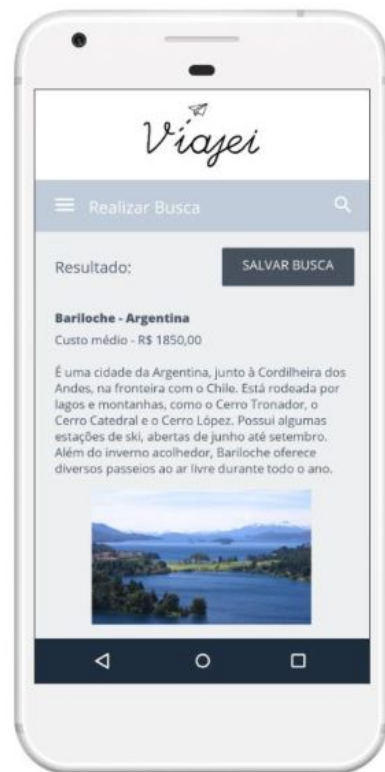 Viajei
Realizar Busca
Resultado:
SALVAR BUSCA
Bariloche - Argentina
Custo médio - R$ 1850,00
É uma cidade da Argentina, junto à Cordilheira dos
Andes, na fronteira com o Chile. Está rodeada por
lagos e montanhas, como o Cerro Tronador, o
Cerro Catedral e o Cerro López. Possui algumas
estações de ski, abertas de junho até setembro.
Além do inverno acolhedor, Bariloche oferece
diversos passeios ao ar livre durante todo o ano.